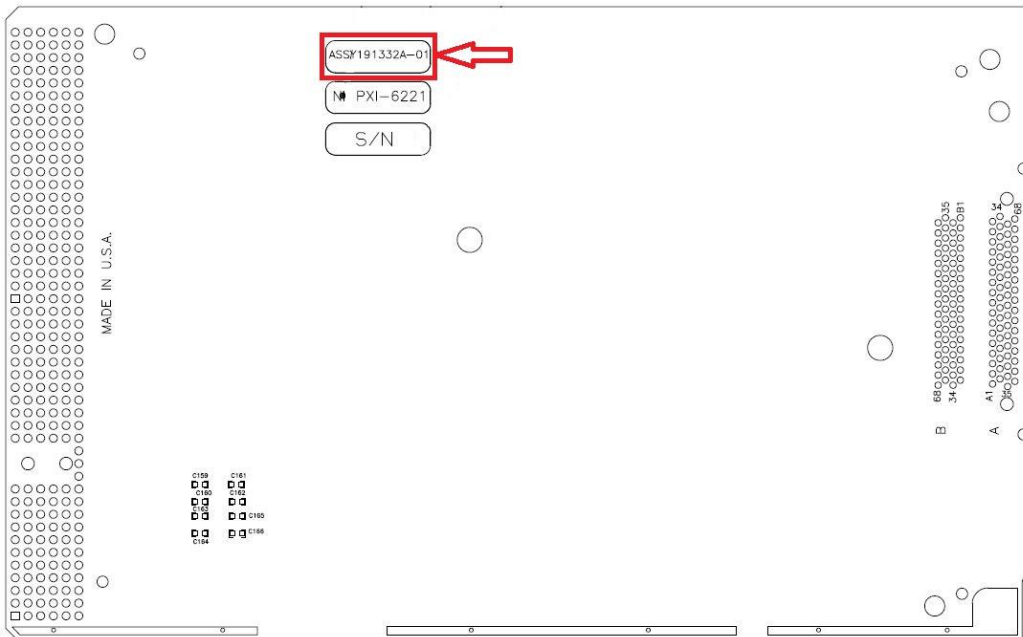 ASSY191332A-01
NI PXI-6221
S/N
MADE IN U.S.A.
35
B1
34
68
68
34
A1
B
A
C159
C161
C160
C162
C163
C165
C164
C166